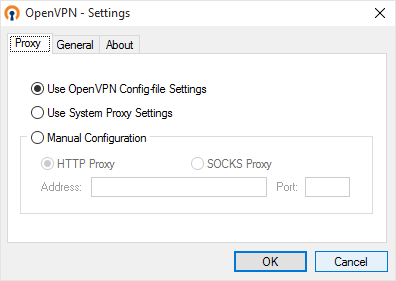 OpenVPN - Settings
Proxy General About
Use OpenVPN Config-file Settings
Use System Proxy Settings
Manual Configuration
HTTP Proxy SOCKS Proxy
Address: Port:
OK Cancel